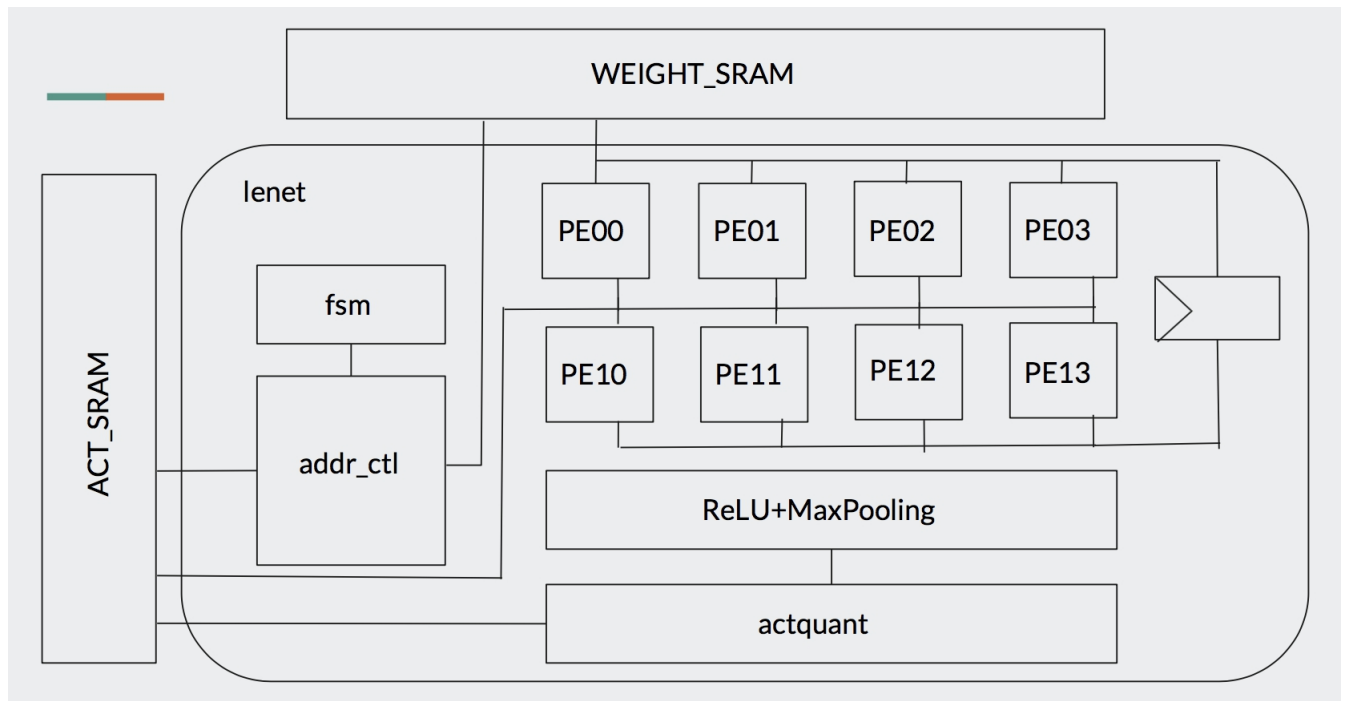 WEIGHT_SRAM
lenet
PE00
PE01
PE02
PE03
fsm
PE10
PE11
PE12
PE13
ACT_SRAM
addr_ctl
ReLU+MaxPooling
actquant